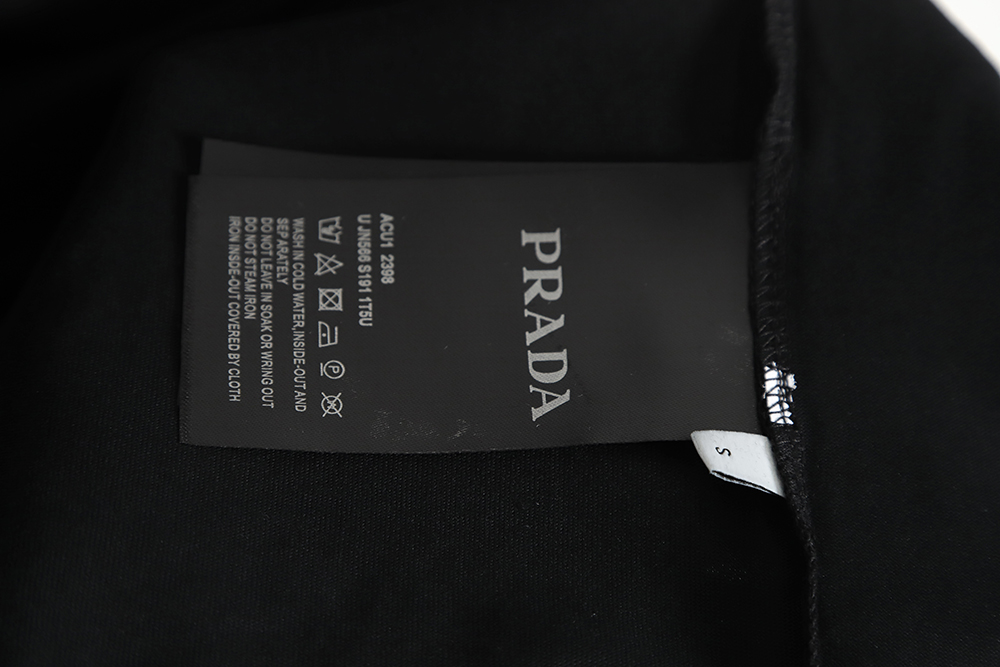 PRADA
ACU1 2398
U JN566 S191 1T5U
P
WASH IN COLD WATER,INSIDE-OUT AND
SEPARATELY
DO NOT LEAVE IN SOAK OR WRING OUT
DO NOT STEAM IRON
IRON INSDE-OUT COVERED BY CLOTH
S